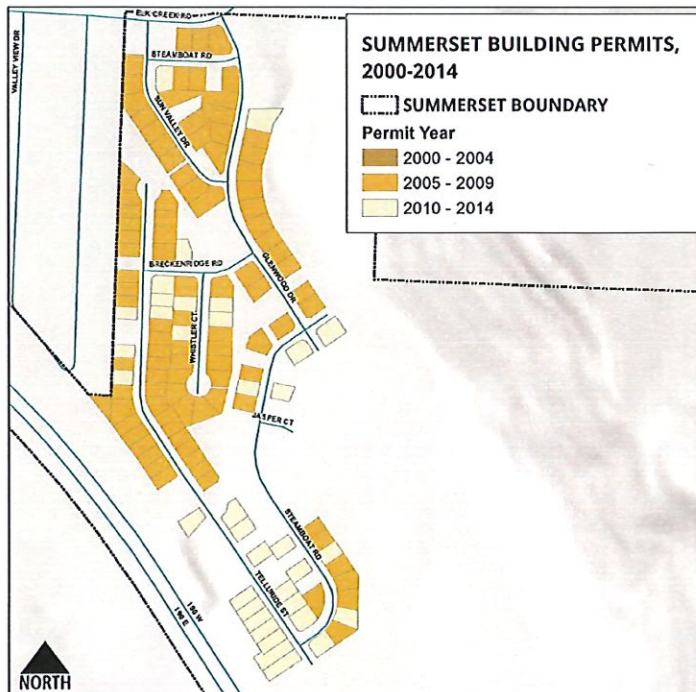 ELK CREEK RD
STEAMBOAT RD
VALLEY VIEW DR
SUN VALLEY DR
BRECKENRIDGE RD
GLENWOOD DR
WHISTLER CT
JASPER CT
STEAMBOAT RD
TELLURIDE ST
I 90 W
I 90 E
NORTH
SUMMERSET BUILDING PERMITS,
2000-2014
SUMMERSET BOUNDARY
Permit Year
2000 - 2004
2005 - 2009
2010 - 2014